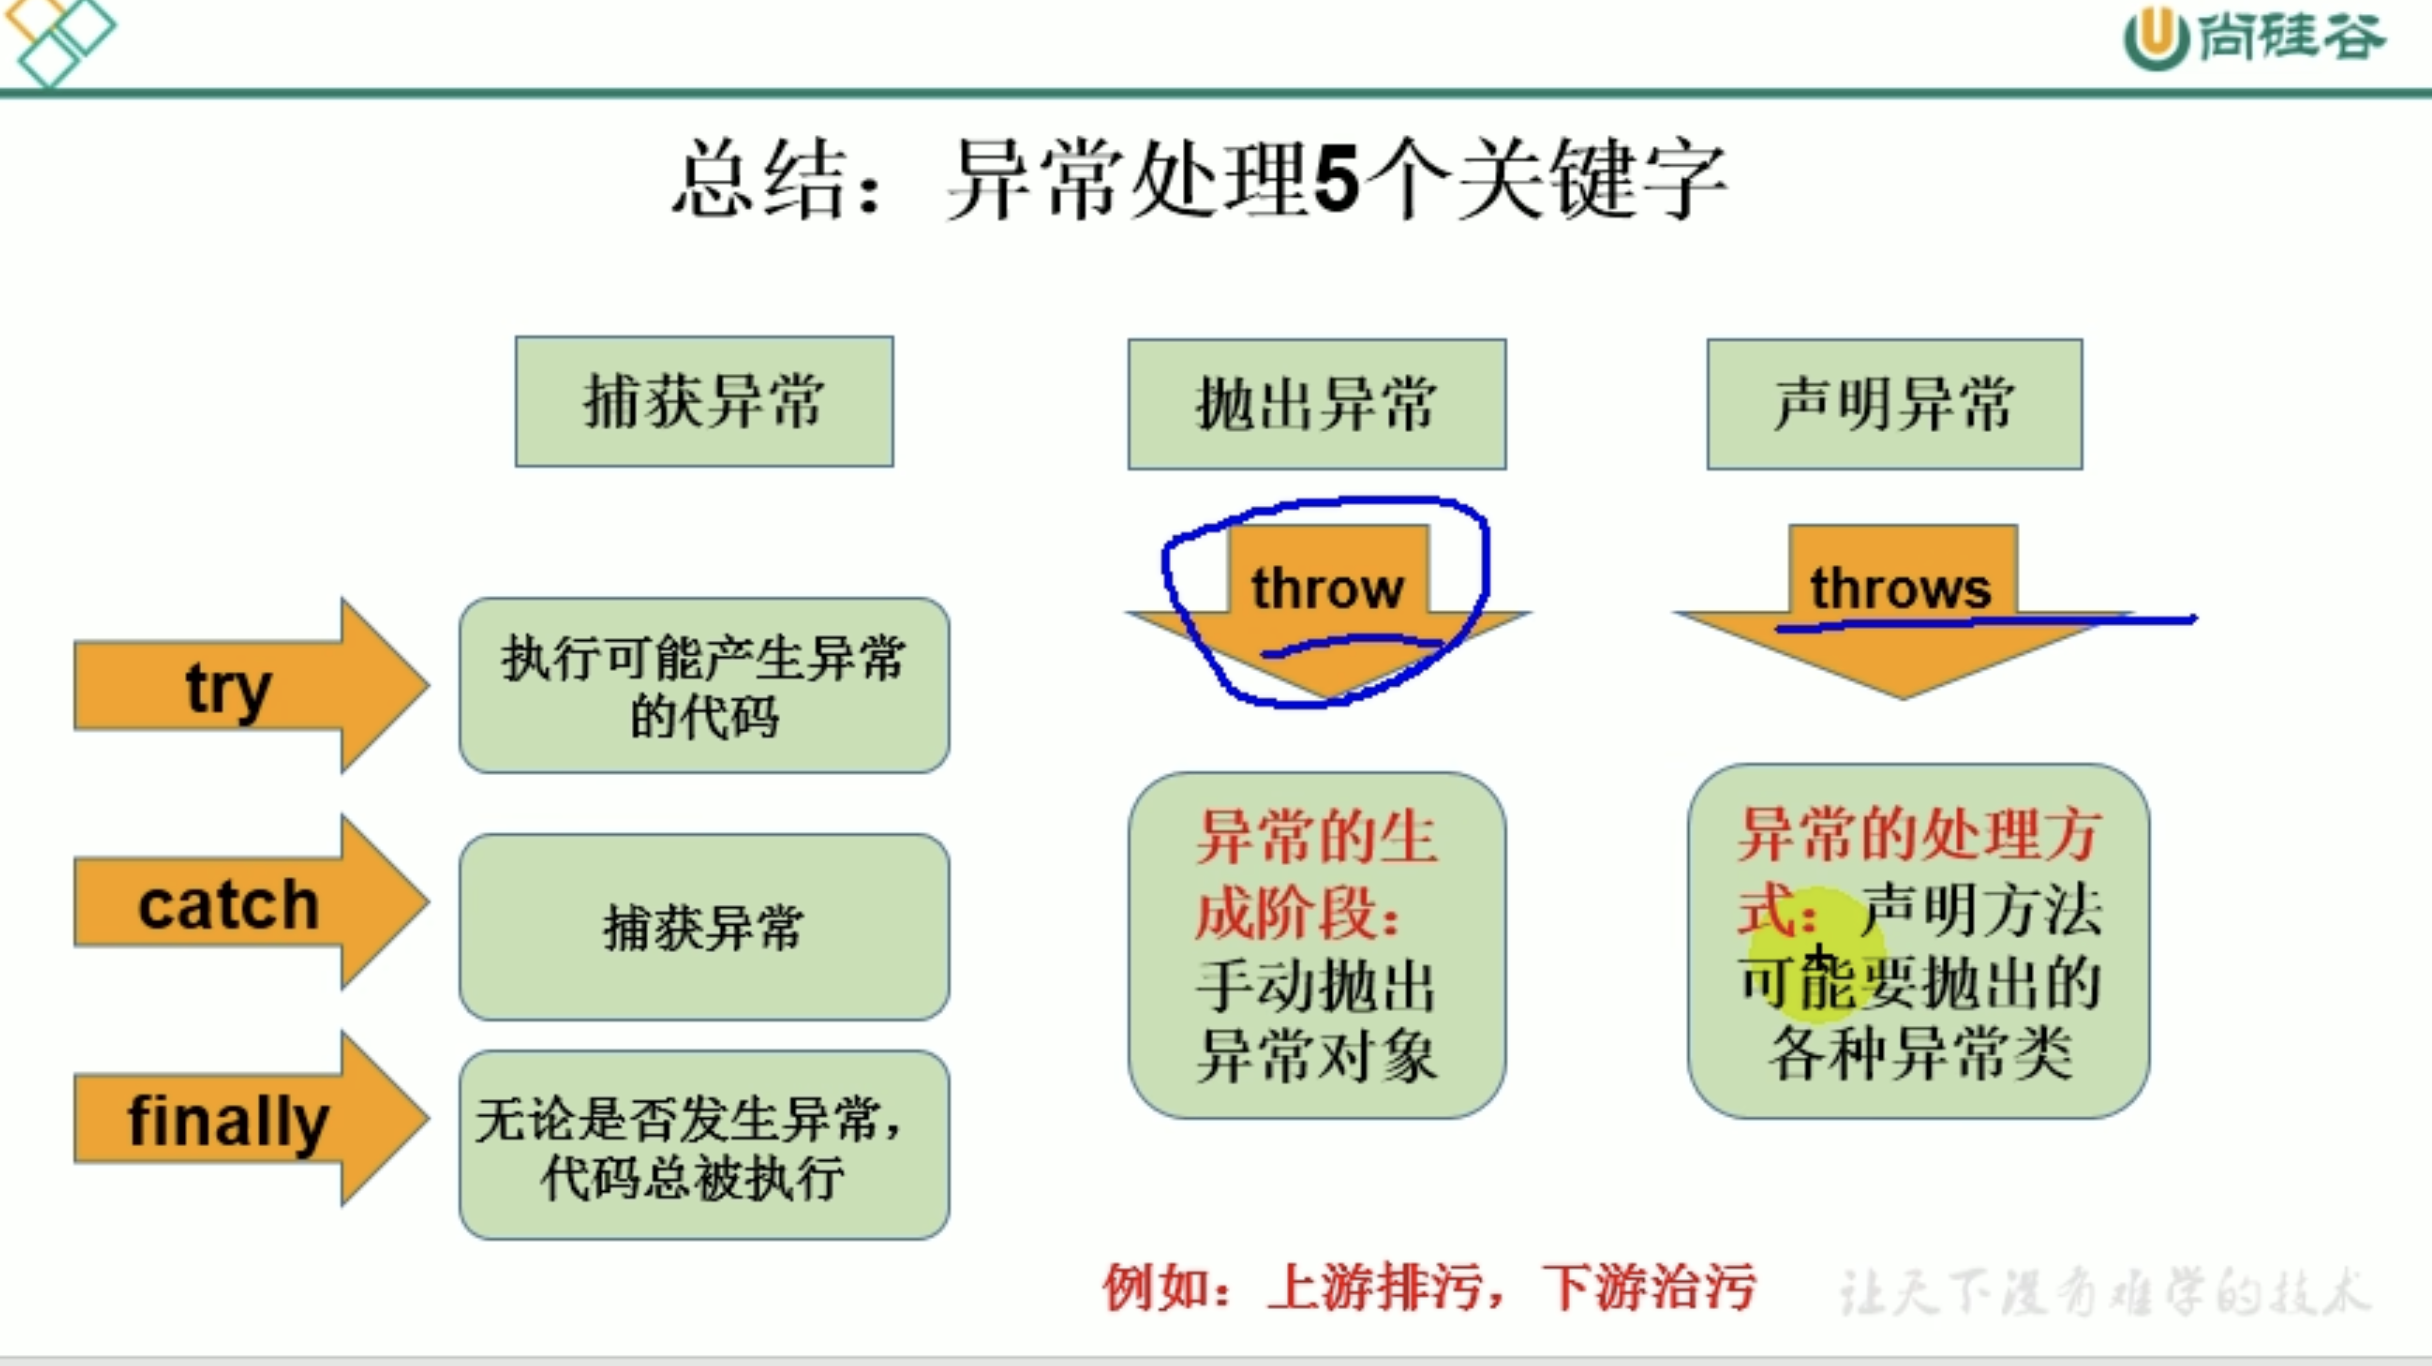 尚硅谷
总结：异常处理5个关键字
捕获异常
抛出异常
声明异常
try
执行可能产生异常
的代码
catch
捕获异常
finally
无论是否发生异常，
代码总被执行
throw
异常的生
成阶段：
手动抛出
异常对象
throws
异常的处理方
式：声明方法
可能要抛出的
各种异常类
例如：上游排污，下游治污
让天下没有难学的技术